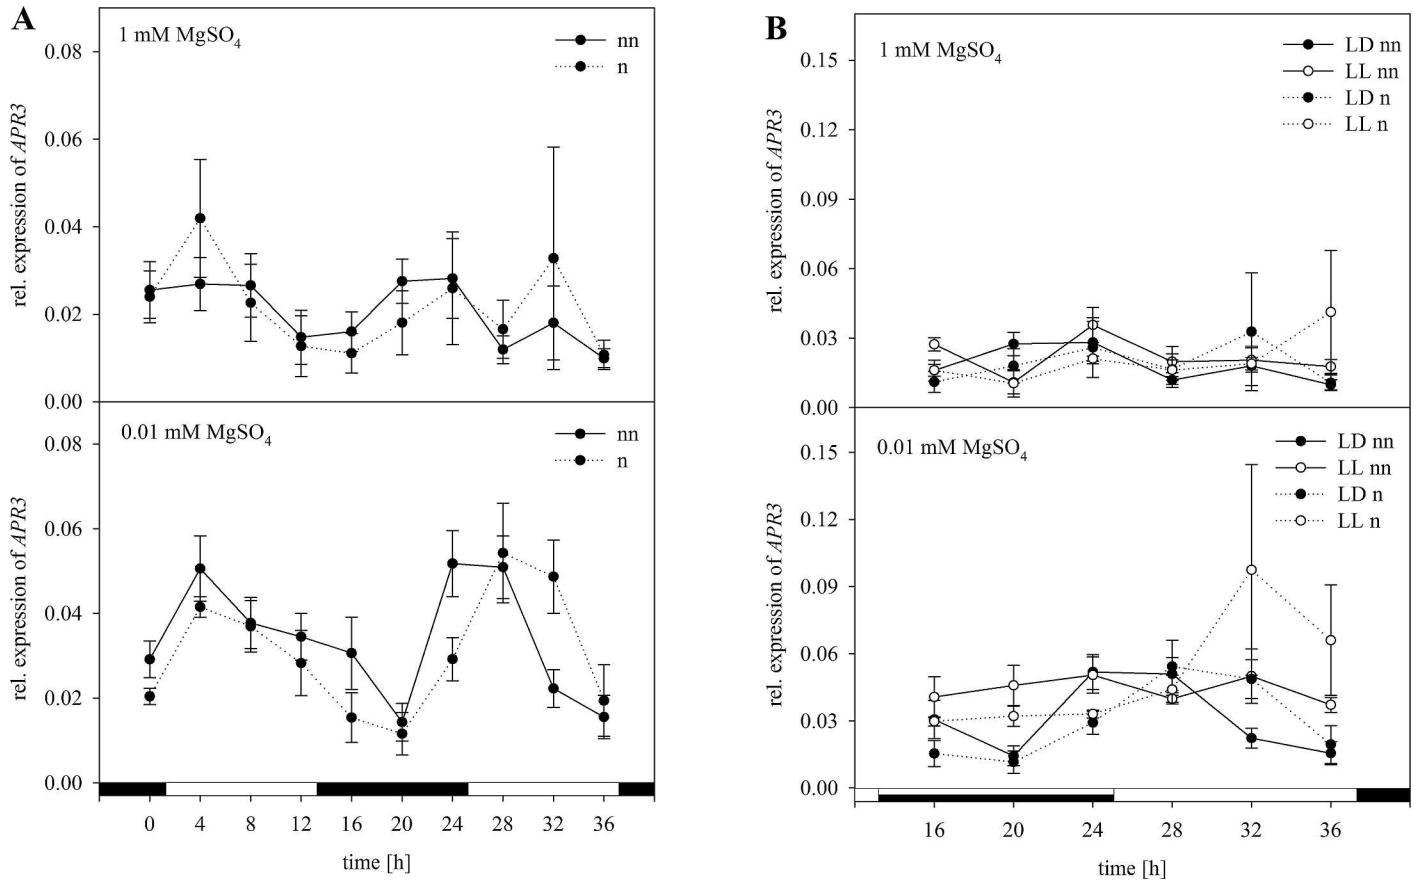 A
1 mM MgSO4
nn
n
0.08
0.06
0.04
0.02
0.00
rel. expression of APR3
0.01 mM MgSO4
nn
n
0.08
0.06
0.04
0.02
0.00
rel. expression of APR3
0 4 8 12 16 20 24 28 32 36
time [h]
B
1 mM MgSO4
LD nn
LL nn
LD n
LL n
0.15
0.12
0.09
0.06
0.03
0.00
rel. expression of APR3
0.01 mM MgSO4
LD nn
LL nn
LD n
LL n
0.15
0.12
0.09
0.06
0.03
0.00
rel. expression of APR3
16 20 24 28 32 36
time [h]